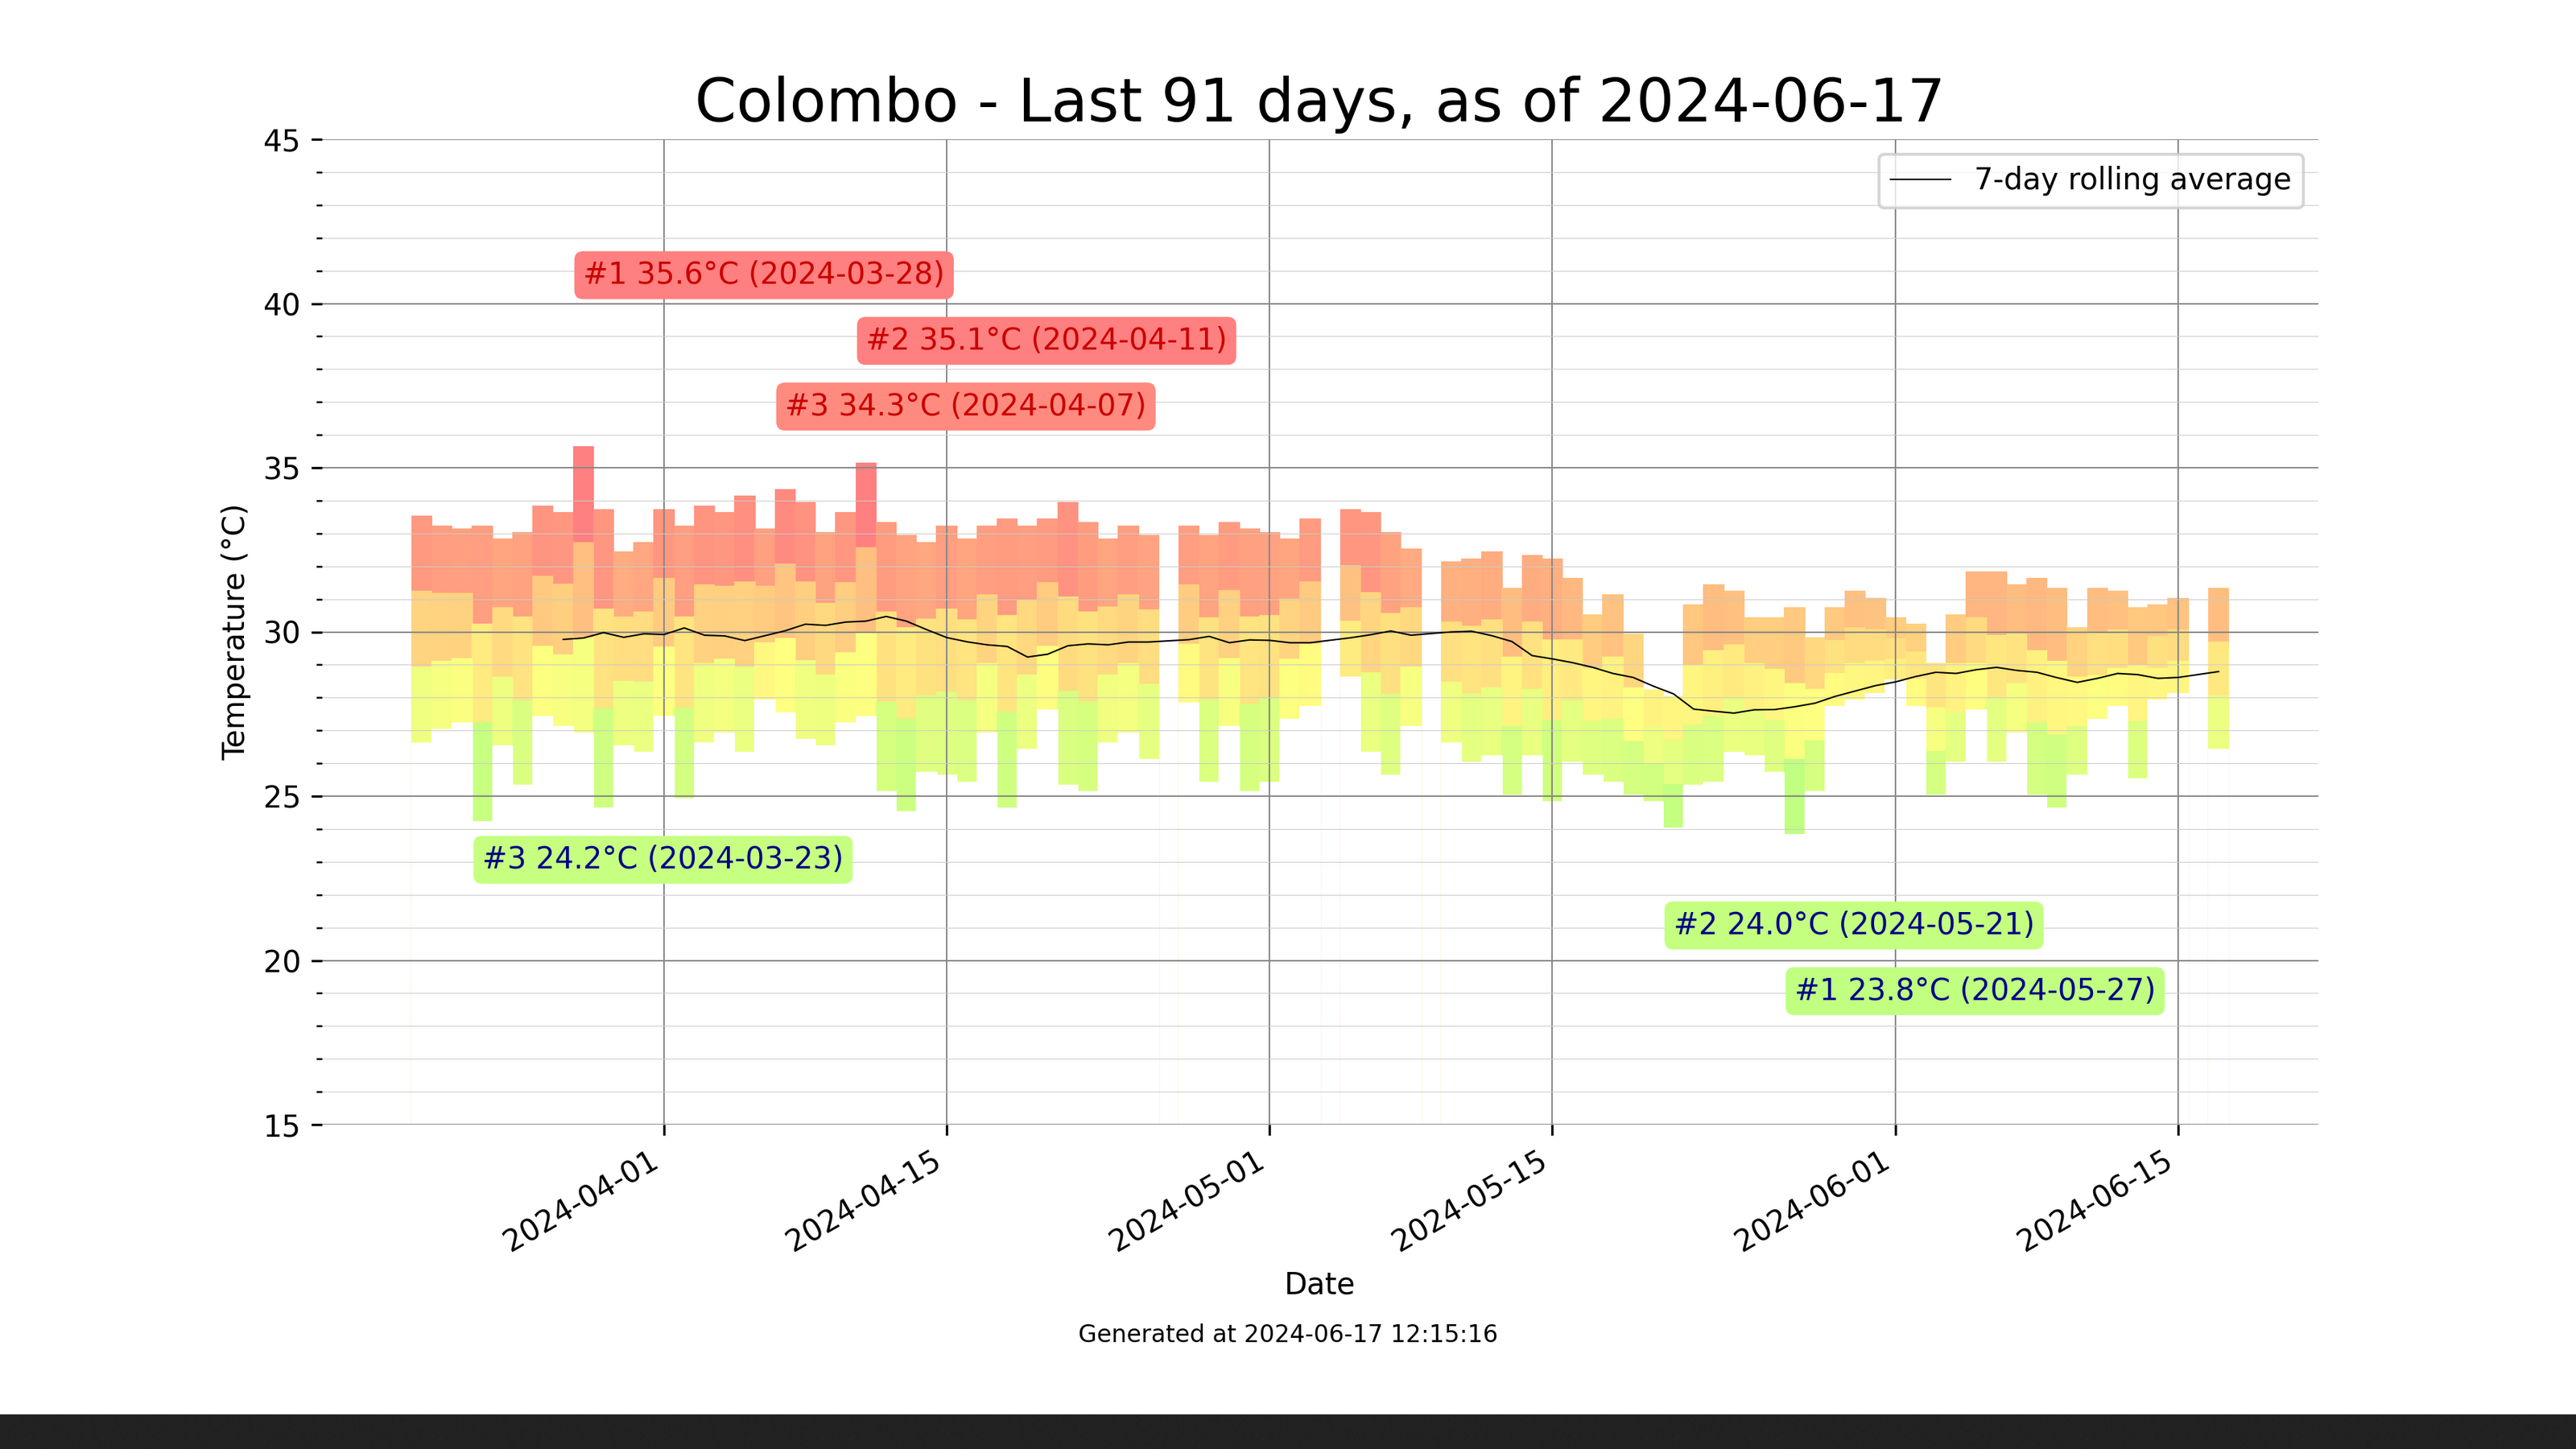 Colombo - Last 91 days, as of 2024-06-17
7-day rolling average
45
40
35
30
25
20
15
Temperature (°C)
#1 35.6°C (2024-03-28)
#2 35.1°C (2024-04-11)
#3 34.3°C (2024-04-07)
#3 24.2°C (2024-03-23)
#2 24.0°C (2024-05-21)
#1 23.8°C (2024-05-27)
2024-04-01
2024-04-15
2024-05-01
2024-05-15
2024-06-01
2024-06-15
Date
Generated at 2024-06-17 12:15:16